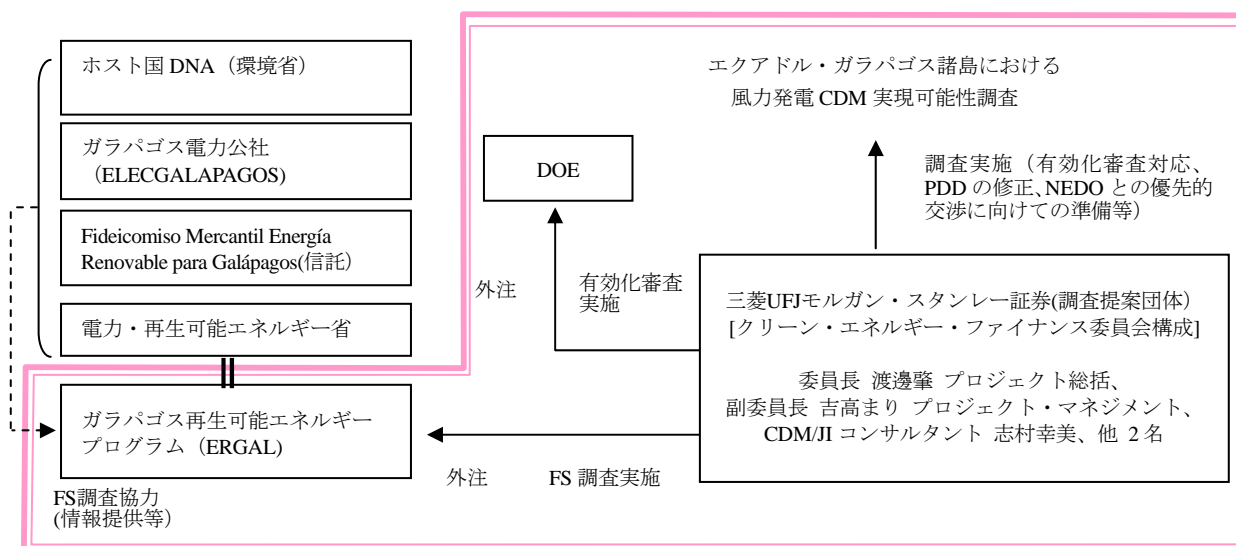 ホスト国 DNA（環境省）
ガラパゴス電力公社
（ELECGALAPAGOS)
Fideicomiso Mercantil Energía
Renovable para Galápagos(信託）
電力・再生可能エネルギー省
ガラパゴス再生可能エネルギー
プログラム（ERGAL)
FS調査協力
(情報提供等）
エクアドル・ガラパゴス諸島における
風力発電 CDM 実現可能性調査
DOE
調査実施（有効化審査対応、
PDD の修正、NEDO との優先的
交渉に向けての準備等）
外注
有効化審査
実施
三菱UFJモルガン・スタンレー証券(調査提案団体）
[クリーン・エネルギー・ファイナンス委員会構成]
委員長 渡邊肇 プロジェクト総括、
副委員長 吉高まり プロジェクト・マネジメント、
CDM/JI コンサルタント 志村幸美、他 2 名
外注 FS 調査実施